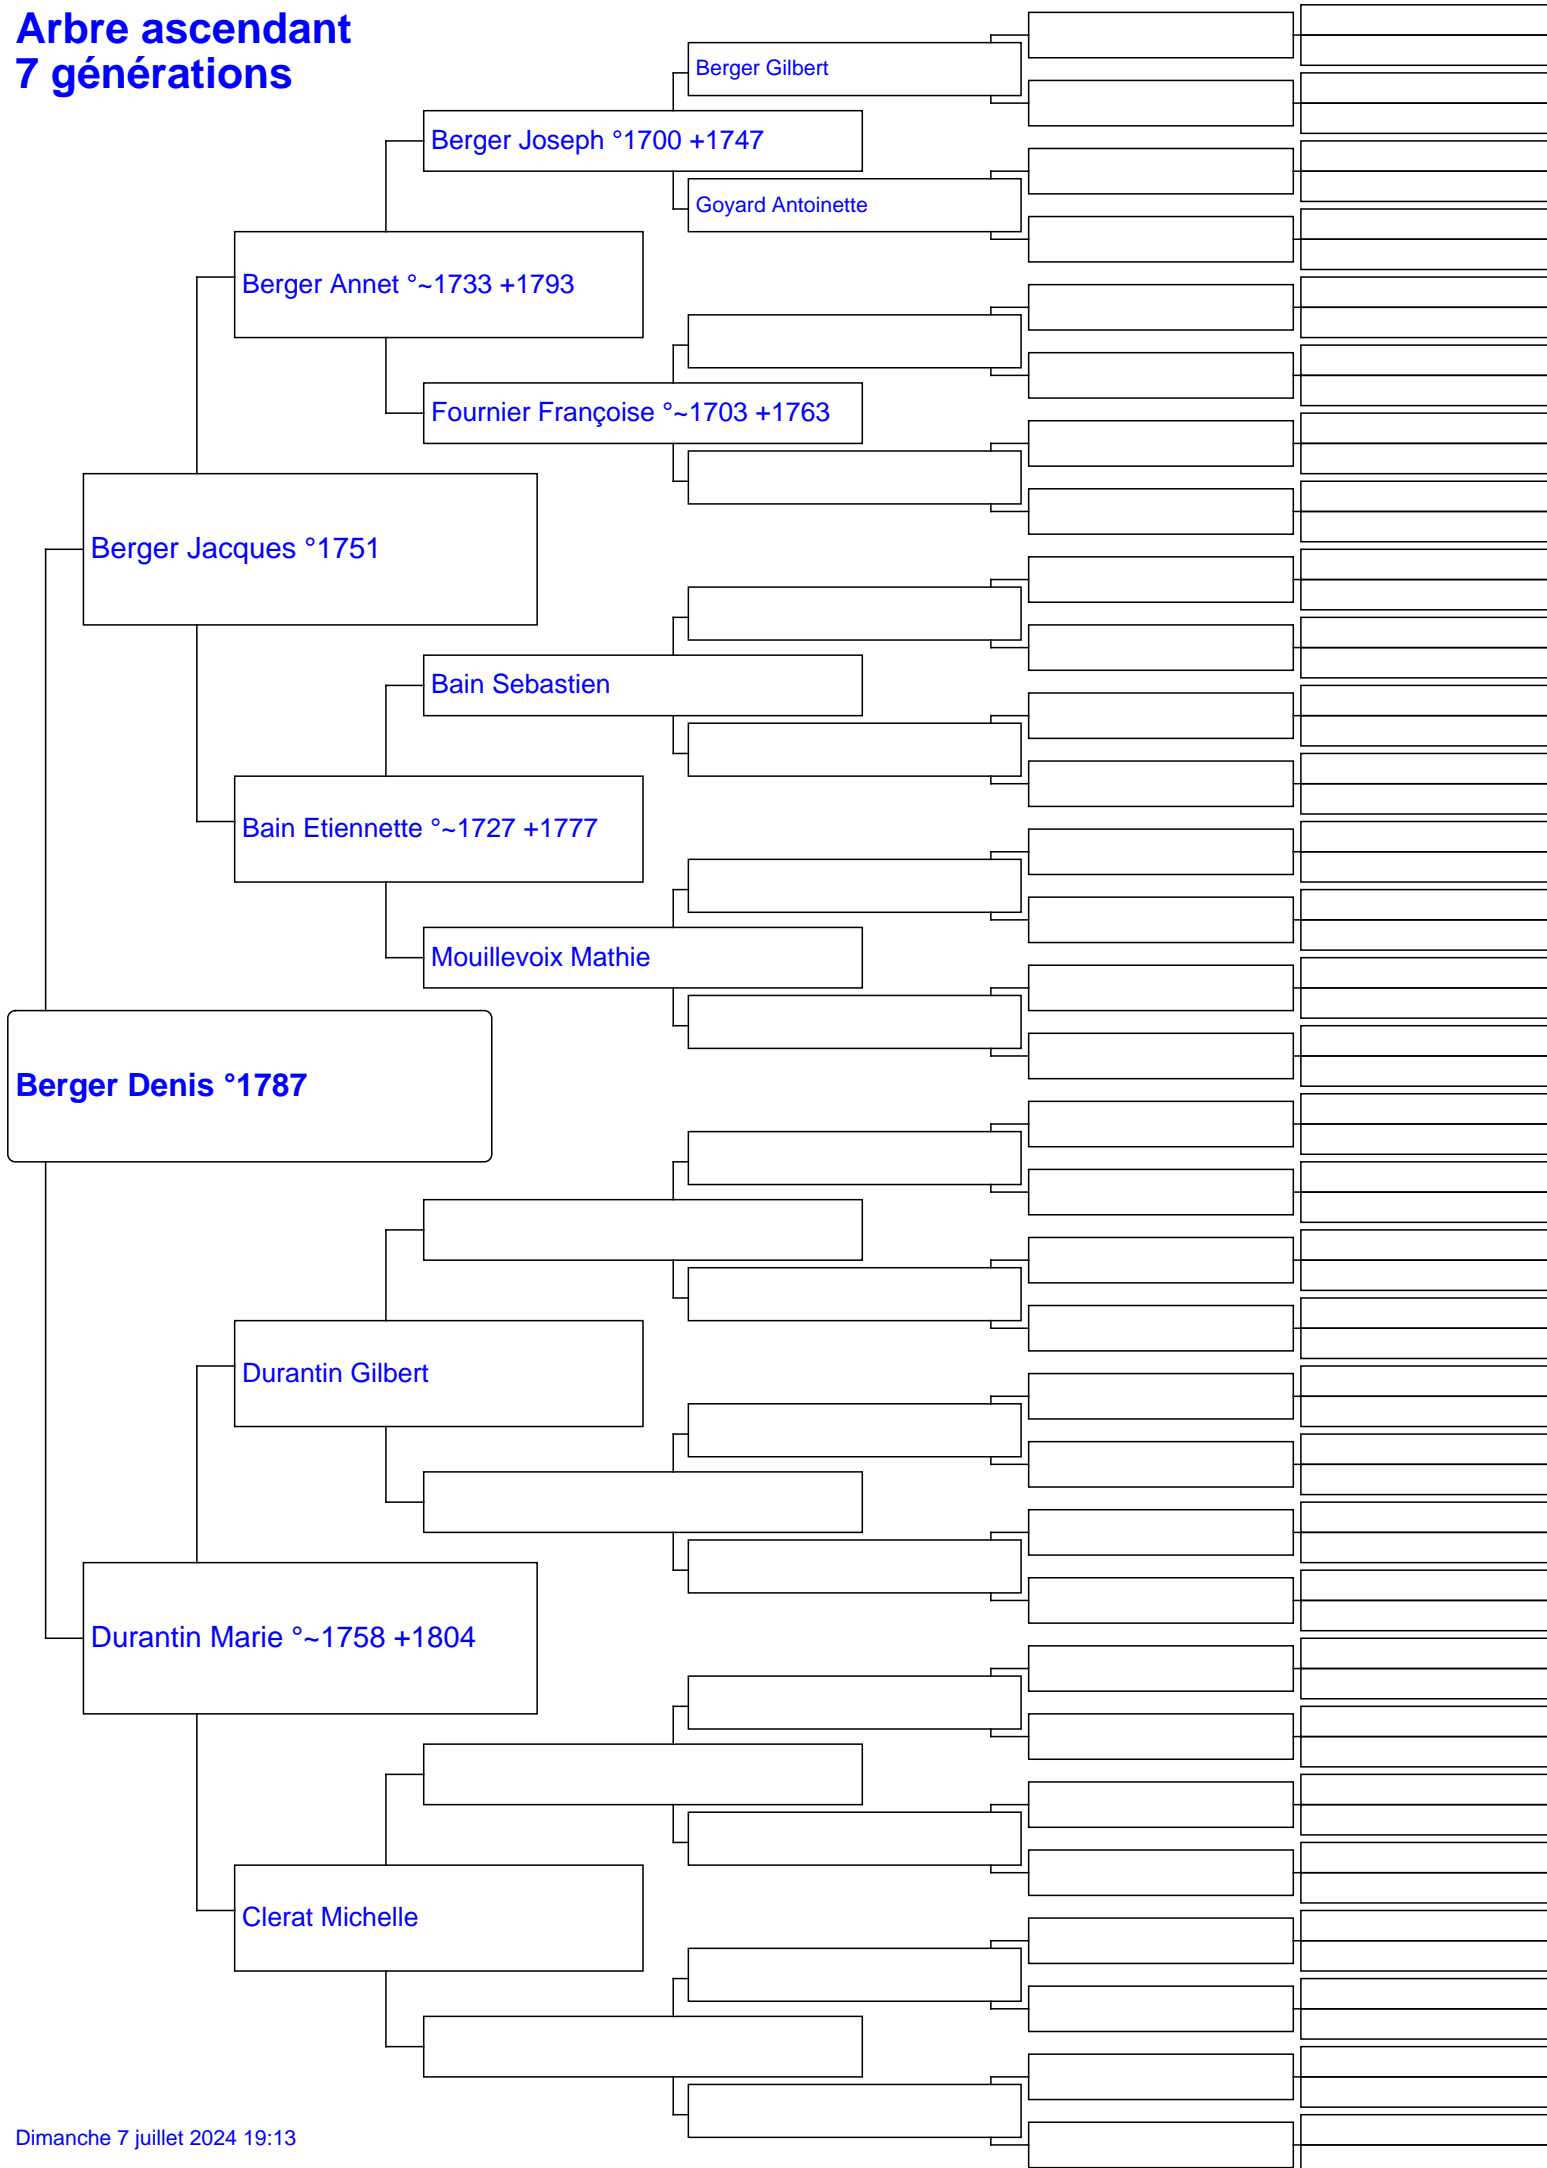 Arbre ascendant
7 générations
Berger Gilbert
Berger Joseph °1700 +1747
Goyard Antoinette
Berger Annet °~1733 +1793
Fournier Françoise °~1703 +1763
Berger Jacques °1751
Bain Sebastien
Bain Etiennette °~1727 +1777
Mouillevoix Mathie
Berger Denis °1787
Durantin Gilbert
Durantin Marie °~1758 +1804
Clerat Michelle
Dimanche 7 juillet 2024 19:13